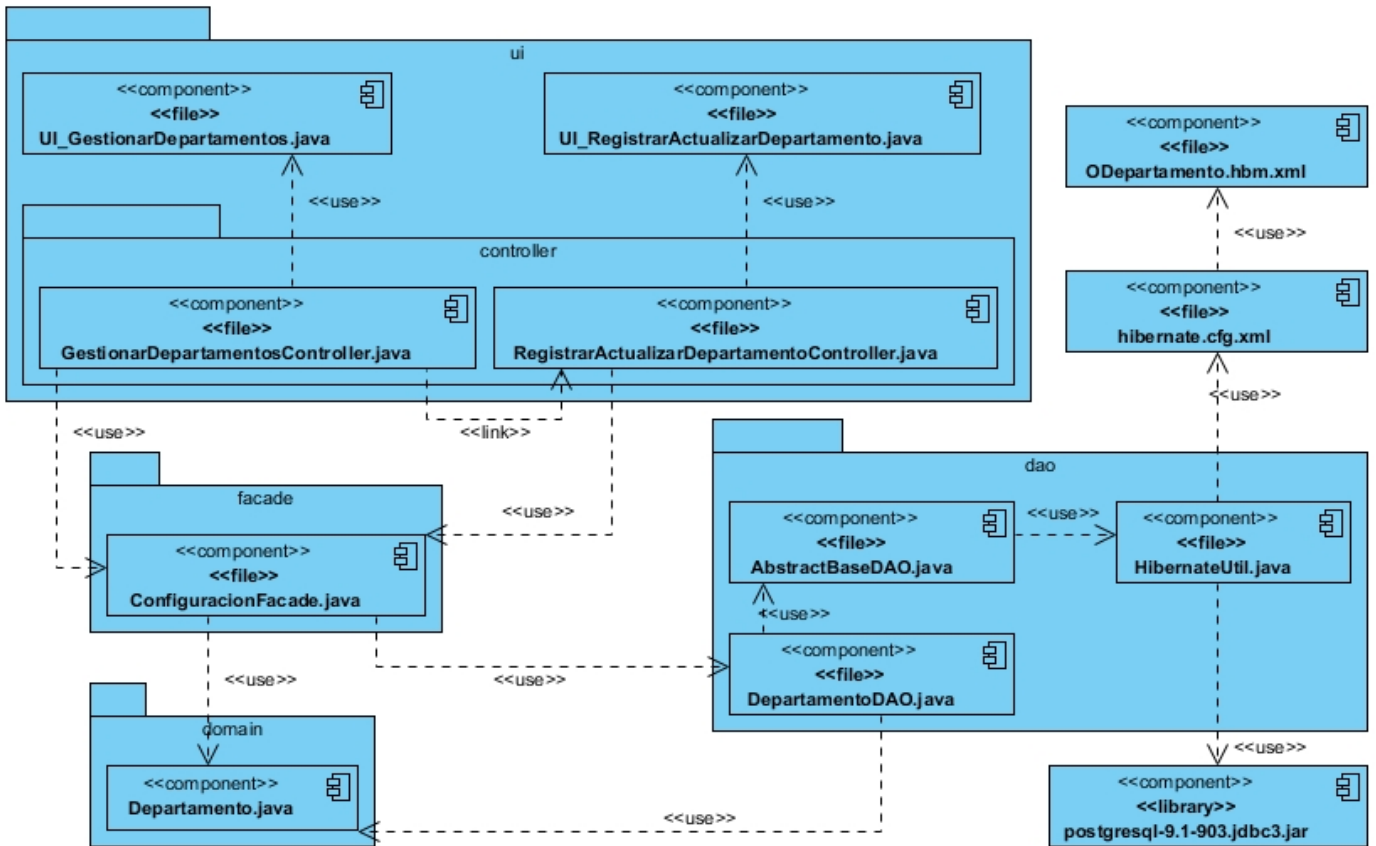 ui
<<component>>
<<file>>
UI_GestionarDepartamentos.java
<<component>>
<<file>>
UI_RegistrarActualizarDepartamento.java
<<use>>
<<use>>
controller
<<component>>
<<file>>
GestionarDepartamentosController.java
<<component>>
<<file>>
RegistrarActualizarDepartamentoController.java
<<component>>
<<file>>
ODepartamento.hbm.xml
<<use>>
<<component>>
<<file>>
hibernate.cfg.xml
<<use>>
<<use>>
<<link>>
<<use>>
facade
<<component>>
<<file>>
ConfiguracionFacade.java
dao
<<component>>
<<file>>
AbstractBaseDAO.java
<<use>>
<<component>>
<<file>>
HibernateUtil.java
<<use>>
<<component>>
<<file>>
DepartamentoDAO.java
<<use>>
<<use>>
domain
<<component>>
Departamento.java
<<use>>
<<use>>
<<component>>
<<library>>
postgresql-9.1-903.jdbc3.jar